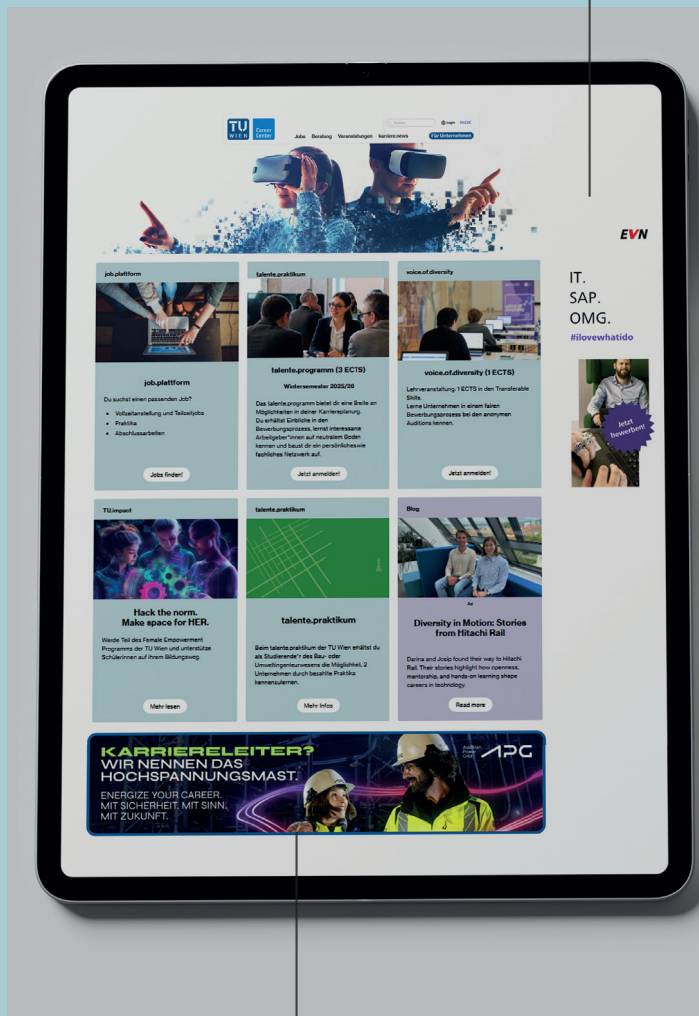 TU
WIEN
Career
Center
Login
Jobs Beratung Veranstaltungen karriere.news Für Unternehmen
EVN
IT.
SAP.
OMG.
#ilovewhatido
Jetzt
bewerben!
job.plattform
job.plattform
Du suchst einen passenden Job?
• Vollzeitanstellung und Teilzeitjobs
• Praktika
• Abschlussarbeiten
Jobs finden!
talente.praktikum
talente.programm (3 ECTS)
Wintersemester 2025/26
Das talente.programm bietet dir eine Breite an
Möglichkeiten in deiner Karriereplanung.
Du erhältst Einblicke in den
Bewerbungsprozess, lernst interessante
Arbeitgeber*innen auf neutralem Boden
kennen und baust dir ein persönlicheswie
fachliches Netzwerk auf.
Jetzt anmelden!
voice.of.diversity
voice.of.diversity (1 ECTS)
Lehrveranstaltung. 1 ECTS in den Transferable
Skills.
Lerne Unternehmen in einem fairen
Bewerbungsprozess bei den anonymen
Auditions kennen.
Jetzt anmelden!
TU.impact
Hack the norm.
Make space for HER.
Werde Teil des Female Empowerment
Programms der TU Wien und unterstütze
Schülerinnen auf ihrem Bildungsweg.
Mehr lesen
talente.praktikum
talente.praktikum
Beim talente.praktikum der TU Wien erhältst du
als Studierende*r des Bau- oder
Umweltingenieurwesens die Möglichkeit, 2
Unternehmen durch bezahlte Praktika
kennenzulernen.
Mehr Infos
Blog
Ad
Diversity in Motion: Stories
from Hitachi Rail
Darina and Josip found their way to Hitachi
Rail. Their stories highlight how openness,
mentorship, and hands-on learning shape
careers in technology.
Read more
KARRIERELEITER?
WIR NENNEN DAS
HOCHSPANNUNGSMAST.
ENERGIZE YOUR CAREER.
MIT SICHERHEIT. MIT SINN.
MIT ZUKUNFT.
Austrian
Power
Grid
APG